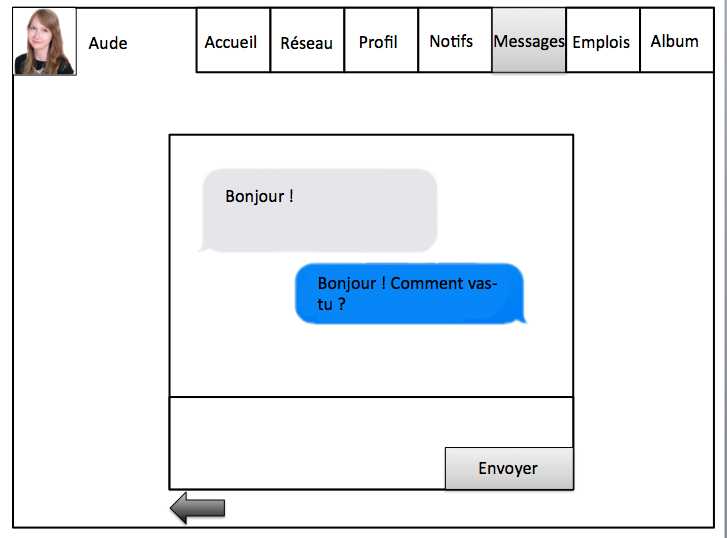 Aude
Accueil
Réseau
Profil
Notifs
Messages
Emplois
Album
Bonjour !
Bonjour ! Comment vas-
tu ?
Envoyer